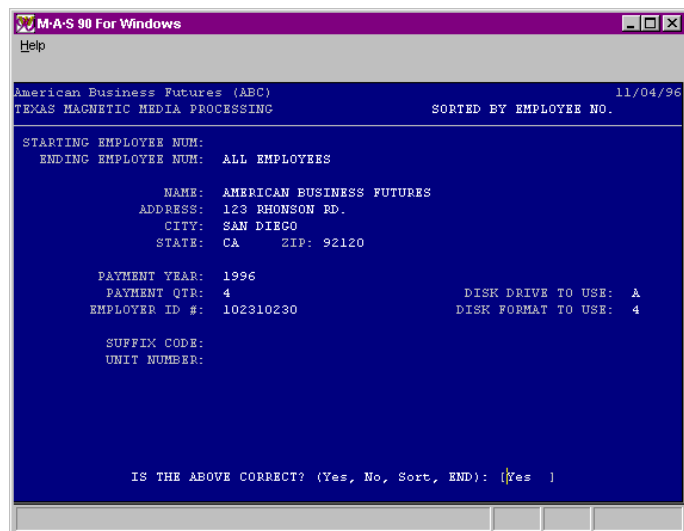 M·A·S 90 For Windows
Help
American Business Futures (ABC) 11/04/96
TEXAS MAGNETIC MEDIA PROCESSING SORTED BY EMPLOYEE NO.
STARTING EMPLOYEE NUM:
ENDING EMPLOYEE NUM: ALL EMPLOYEES
NAME: AMERICAN BUSINESS FUTURES
ADDRESS: 123 RHONSON RD.
CITY: SAN DIEGO
STATE: CA ZIP: 92120
PAYMENT YEAR: 1996
PAYMENT QTR: 4 DISK DRIVE TO USE: A
EMPLOYER ID #: 102310230 DISK FORMAT TO USE: 4
SUFFIX CODE:
UNIT NUMBER:
IS THE ABOVE CORRECT? (Yes, No, Sort, END): [Yes ]